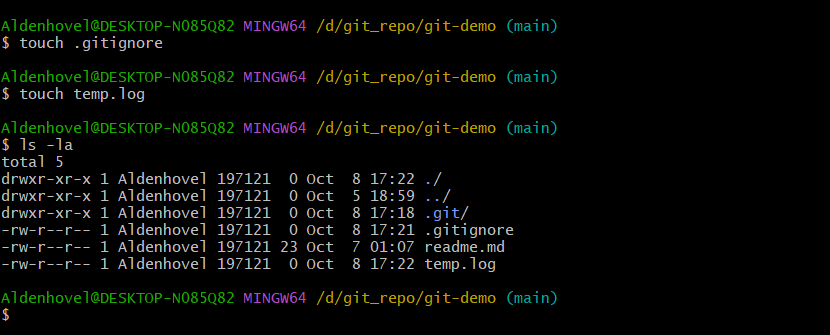 Aldenhovel@DESKTOP-NO85Q82 MINGW64 /d/git_repo/git-demo (main)
$ touch .gitignore
Aldenhovel@DESKTOP-NO85Q82 MINGW64 /d/git_repo/git-demo (main)
$ touch temp.log
Aldenhovel@DESKTOP-NO85Q82 MINGW64 /d/git_repo/git-demo (main)
$ ls -la
total 5
drwxr-xr-x 1 Aldenhovel 197121  0 Oct  8 17:22 ./
drwxr-xr-x 1 Aldenhovel 197121  0 Oct  5 18:59 ../
drwxr-xr-x 1 Aldenhovel 197121  0 Oct  8 17:18 .git/
-rw-r--r-- 1 Aldenhovel 197121  0 Oct  8 17:21 .gitignore
-rw-r--r-- 1 Aldenhovel 197121 23 Oct  7 01:07 readme.md
-rw-r--r-- 1 Aldenhovel 197121  0 Oct  8 17:22 temp.log
Aldenhovel@DESKTOP-NO85Q82 MINGW64 /d/git_repo/git-demo (main)
$